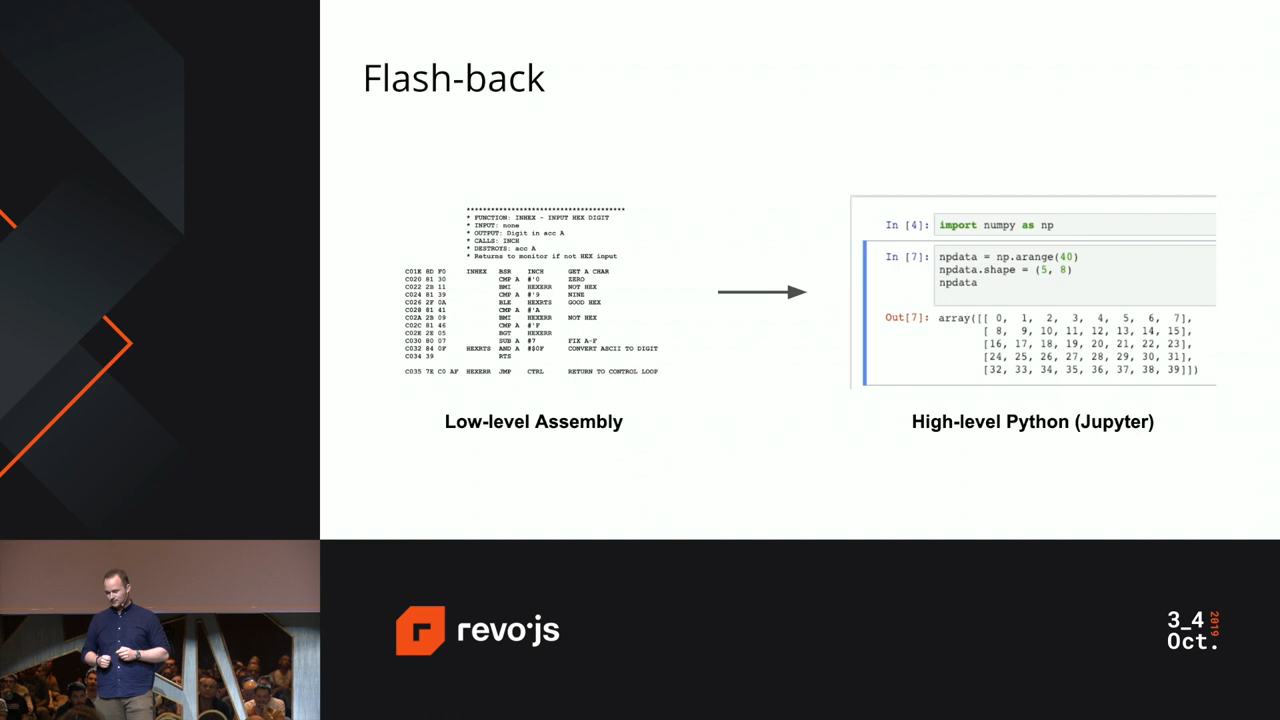 Flash-back
****************************************
* FUNCTION: INHEX - INPUT HEX DIGIT
* INPUT: none
* OUTPUT: Digit in acc A
* CALLS: INCH
* DESTROYS: acc A
* Returns to monitor if not HEX input
C01E 8D F0 INHEX BSR INCH GET A CHAR
C020 81 30 CMP A #'0 ZERO
C022 2B 11 BMI HEXERR NOT HEX
C024 81 39 CMP A #'9 NINE
C026 2F 0A BLE HEXRTS GOOD HEX
C028 81 41 CMP A #'A
C02A 2B 09 BMI HEXERR NOT HEX
C02C 81 46 CMP A #'F
C02E 2E 05 BGT HEXERR
C030 80 07 SUB A #7 FIX A-F
C032 84 0F HEXRTS AND A #$0F CONVERT ASCII TO DIGIT
C034 39 RTS
C035 7E C0 AF HEXERR JMP CTRL RETURN TO CONTROL LOOP
Low-level Assembly
In [4]: import numpy as np
In [7]: npdata = np.arange(40)
npdata.shape = (5, 8)
npdata
Out[7]: array([[ 0, 1, 2, 3, 4, 5, 6, 7],
[ 8, 9, 10, 11, 12, 13, 14, 15],
[16, 17, 18, 19, 20, 21, 22, 23],
[24, 25, 26, 27, 28, 29, 30, 31],
[32, 33, 34, 35, 36, 37, 38, 39]])
High-level Python (Jupyter)
r revo·js
3_4 2019
Oct.